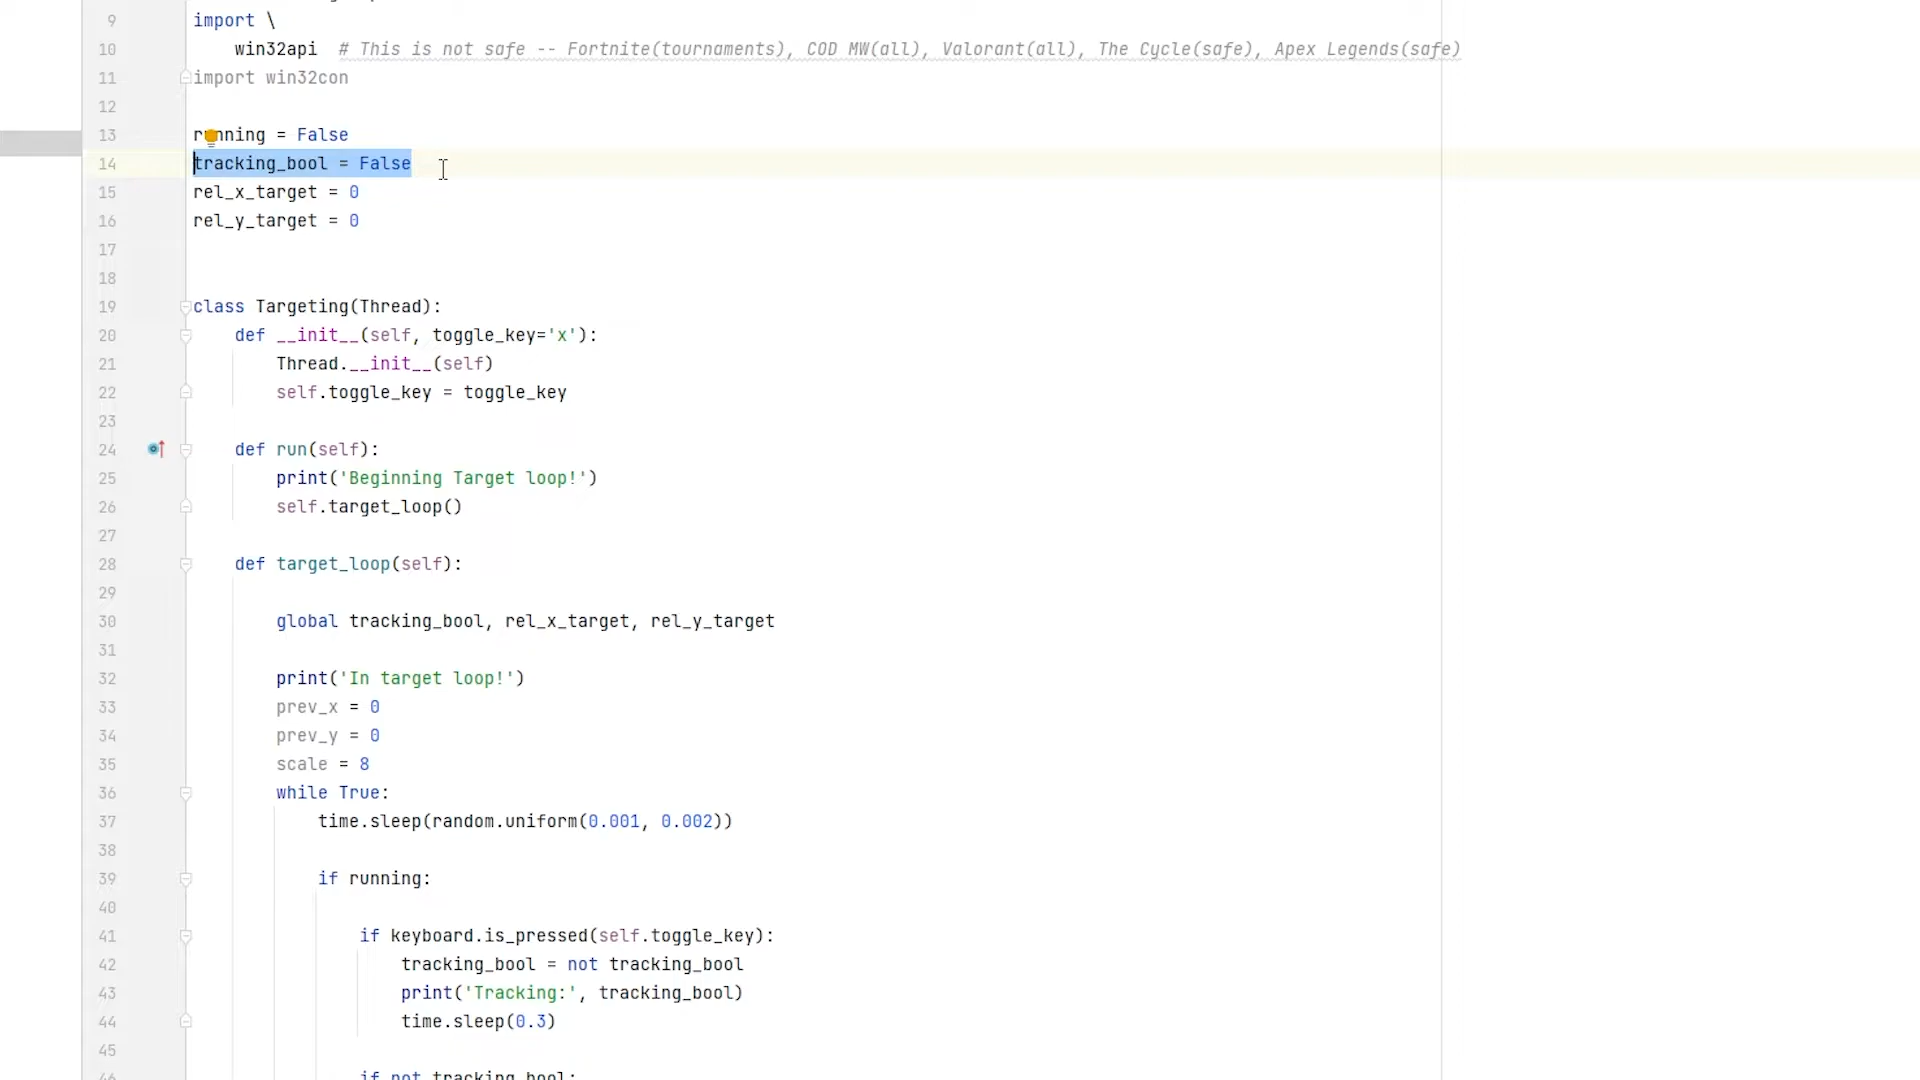 9 import \
10 win32api # This is not safe -- Fortnite(tournaments), COD MW(all), Valorant(all), The Cycle(safe), Apex Legends(safe)
11 import win32con
12
13 running = False
14 tracking_bool = False
15 rel_x_target = 0
16 rel_y_target = 0
17
18
19 class Targeting(Thread):
20 def __init__(self, toggle_key='x'):
21 Thread.__init__(self)
22 self.toggle_key = toggle_key
23
24 def run(self):
25 print('Beginning Target loop!')
26 self.target_loop()
27
28 def target_loop(self):
29
30 global tracking_bool, rel_x_target, rel_y_target
31
32 print('In target loop!')
33 prev_x = 0
34 prev_y = 0
35 scale = 8
36 while True:
37 time.sleep(random.uniform(0.001, 0.002))
38
39 if running:
40
41 if keyboard.is_pressed(self.toggle_key):
42 tracking_bool = not tracking_bool
43 print('Tracking:', tracking_bool)
44 time.sleep(0.3)
45
46 if not tracking_bool: